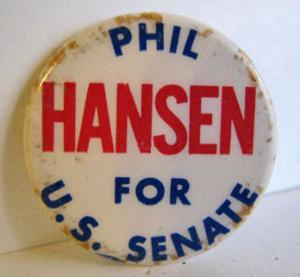 PHIL
HANSEN
FOR
U.S. SENATE